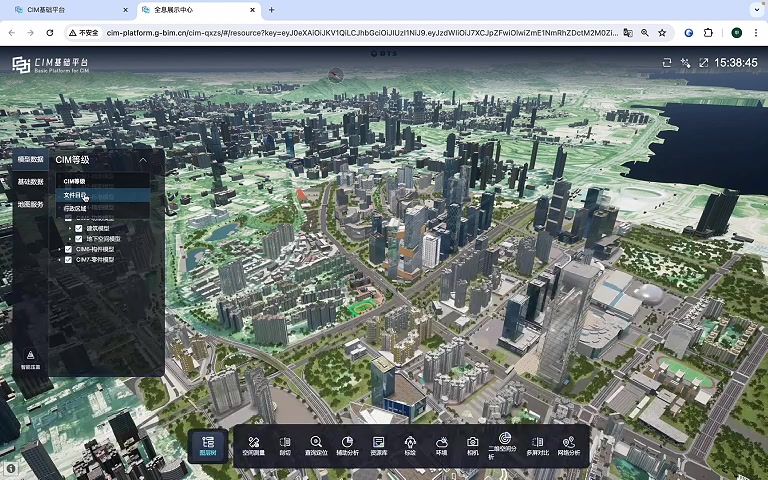 CIM基础平台
全息展示中心
不安全
cim-platform.g-bim.cn/cim-qxzs/#/resource?key=eyJ0eXAiOiJKV1QiLCJhbGciOiJIUzI1NiJ9.eyJzdWIiOiJ7XCJpZFwiOlwiZmE1NmRhZDctM2M0Zi...
CIM基础平台
Basic Platform for CIM
15:38:45
模型数据
CIM等级
基础数据
CIM等级
文件目录
地图服务
行政区域
建筑模型
地下空间模型
CIM6-构件模型
CIM7-零件模型
图层树
空间测量
剖切
查询定位
辅助分析
资源库
标绘
环境
相机
二维空间分析
多屏对比
网络分析